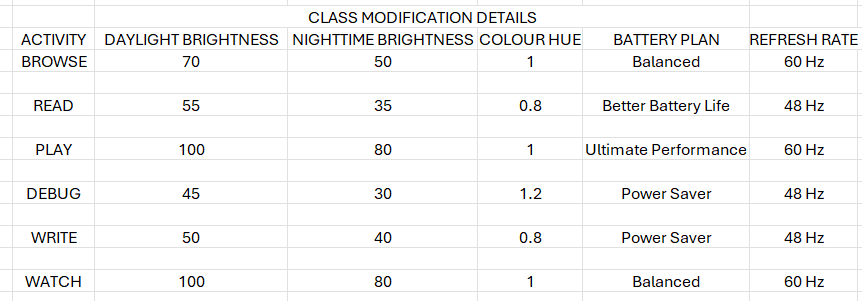 CLASS MODIFICATION DETAILS
ACTIVITY DAYLIGHT BRIGHTNESS NIGHTTIME BRIGHTNESS COLOUR HUE BATTERY PLAN REFRESH RATE
BROWSE 70 50 1 Balanced 60 Hz
READ 55 35 0.8 Better Battery Life 48 Hz
PLAY 100 80 1 Ultimate Performance 60 Hz
DEBUG 45 30 1.2 Power Saver 48 Hz
WRITE 50 40 0.8 Power Saver 48 Hz
WATCH 100 80 1 Balanced 60 Hz